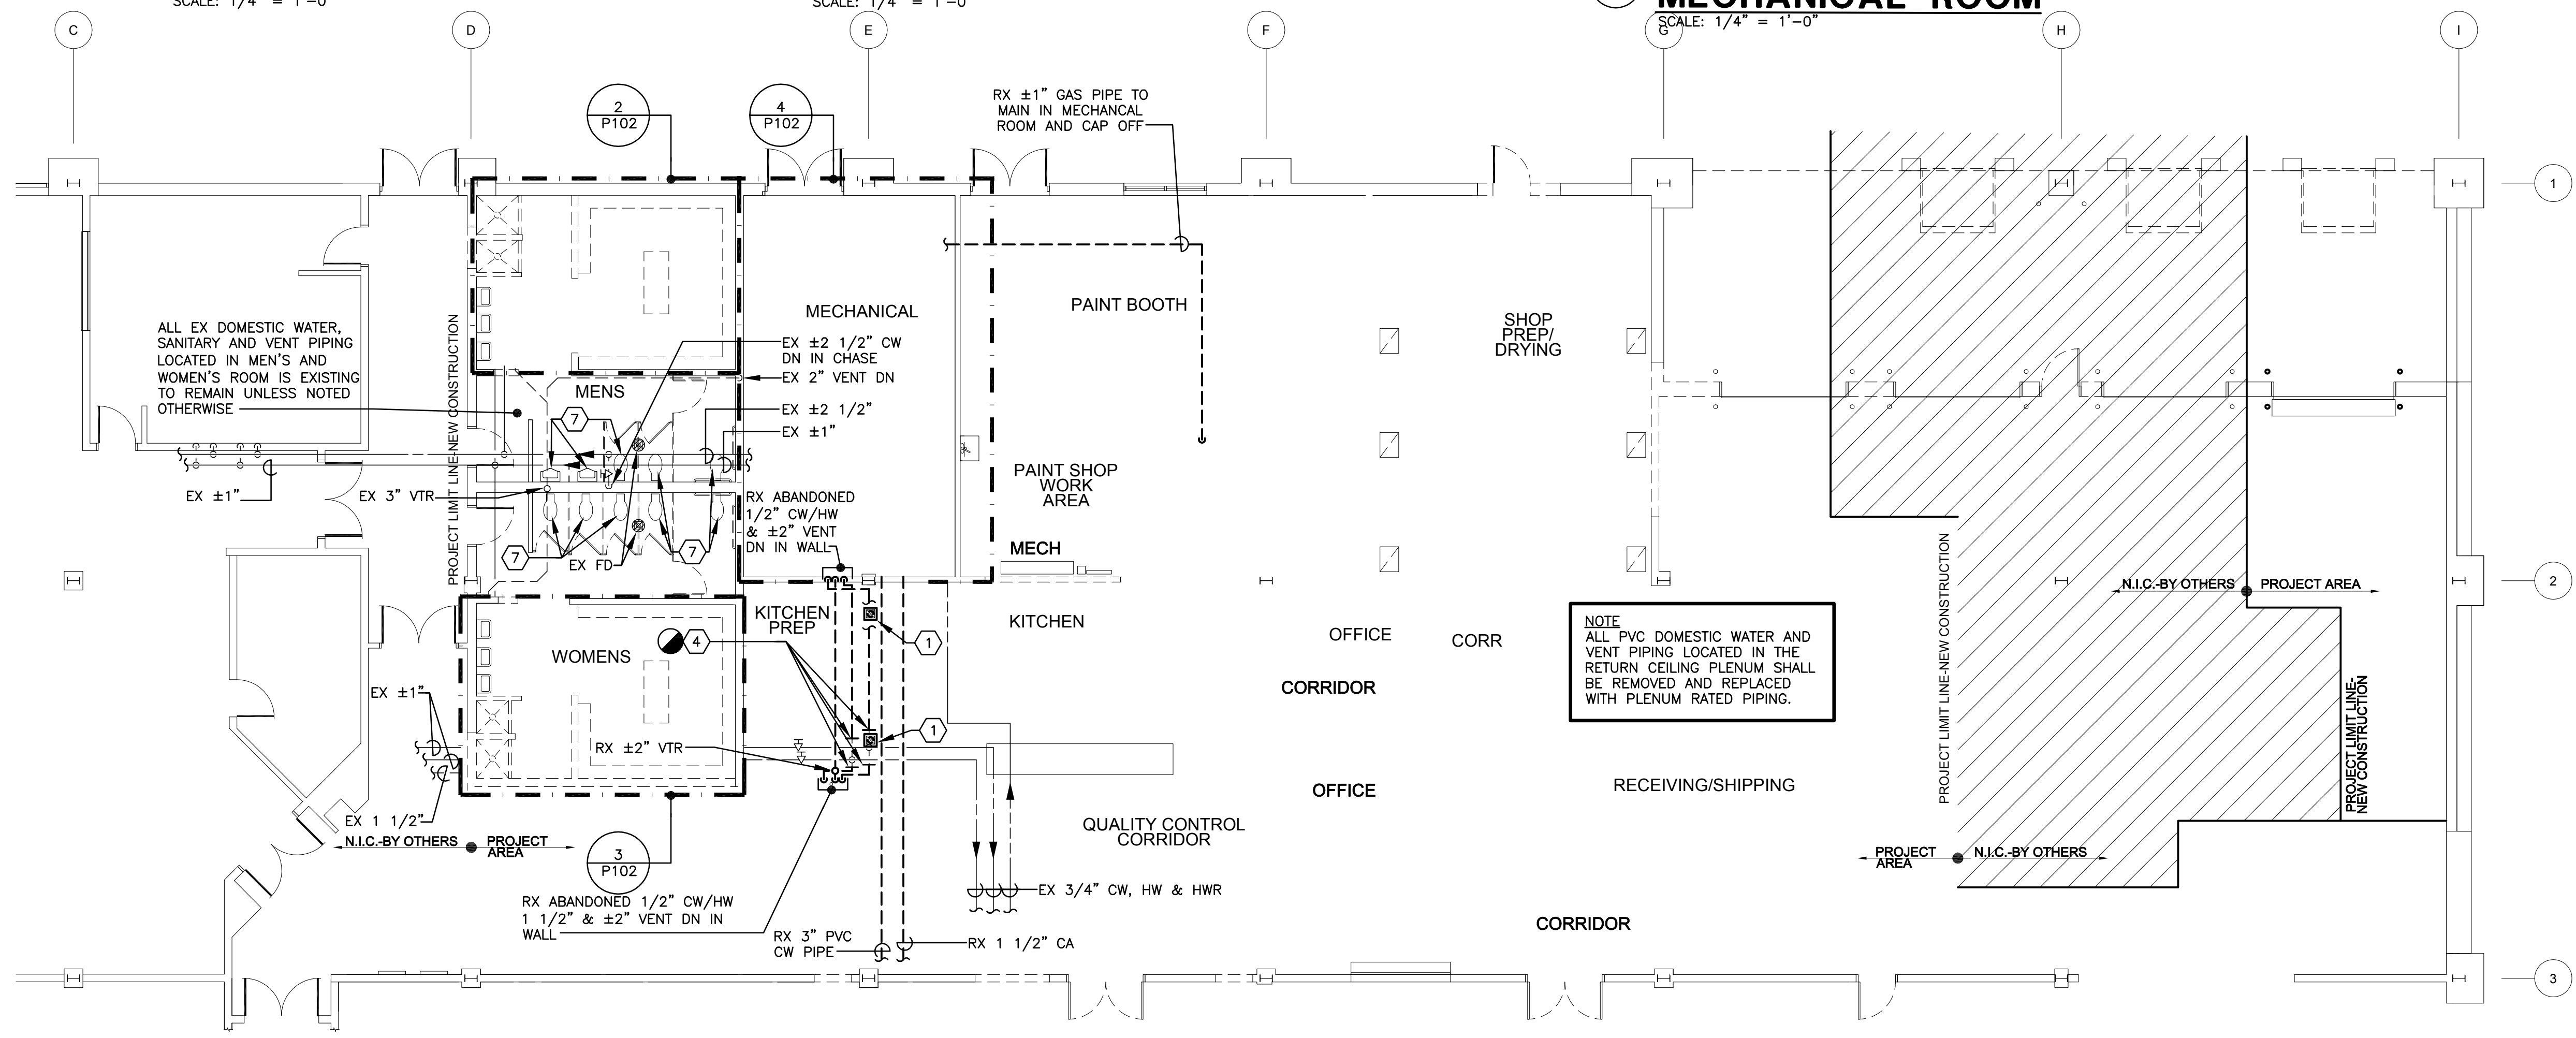 SCALE: 1/4" = 1'-0"
SCALE: 1/4" = 1'-0"
MECHANICAL ROOM
SCALE: 1/4" = 1'-0"
C
D
E
F
G
H
I
2
P102
4
P102
RX ±1" GAS PIPE TO
MAIN IN MECHANCAL
ROOM AND CAP OFF
1
ALL EX DOMESTIC WATER,
SANITARY AND VENT PIPING
LOCATED IN MEN'S AND
WOMEN'S ROOM IS EXISTING
TO REMAIN UNLESS NOTED
OTHERWISE
PROJECT LIMIT LINE-NEW CONSTRUCTION
MECHANICAL
PAINT BOOTH
SHOP
PREP/
DRYING
EX ±2 1/2" CW
DN IN CHASE
EX 2" VENT DN
MENS
EX ±2 1/2"
EX ±1"
7
EX ±1"
EX 3" VTR
RX ABANDONED
1/2" CW/HW
& ±2" VENT
DN IN WALL
PAINT SHOP
WORK
AREA
7
EX FD
7
MECH
2
N.I.C.-BY OTHERS
PROJECT AREA
KITCHEN
PREP
KITCHEN
OFFICE
CORR
NOTE
ALL PVC DOMESTIC WATER AND
VENT PIPING LOCATED IN THE
RETURN CEILING PLENUM SHALL
BE REMOVED AND REPLACED
WITH PLENUM RATED PIPING.
PROJECT LIMIT LINE-NEW CONSTRUCTION
WOMENS
4
1
CORRIDOR
EX ±1"
1
RX ±2" VTR
PROJECT LIMIT LINE-
NEW CONSTRUCTION
OFFICE
RECEIVING/SHIPPING
EX 1 1/2"
N.I.C.-BY OTHERS
PROJECT
AREA
QUALITY CONTROL
CORRIDOR
PROJECT
AREA
N.I.C.-BY OTHERS
3
P102
EX 3/4" CW, HW & HWR
RX ABANDONED 1/2" CW/HW
1 1/2" & ±2" VENT DN IN
WALL
RX 3" PVC
CW PIPE
RX 1 1/2" CA
CORRIDOR
3